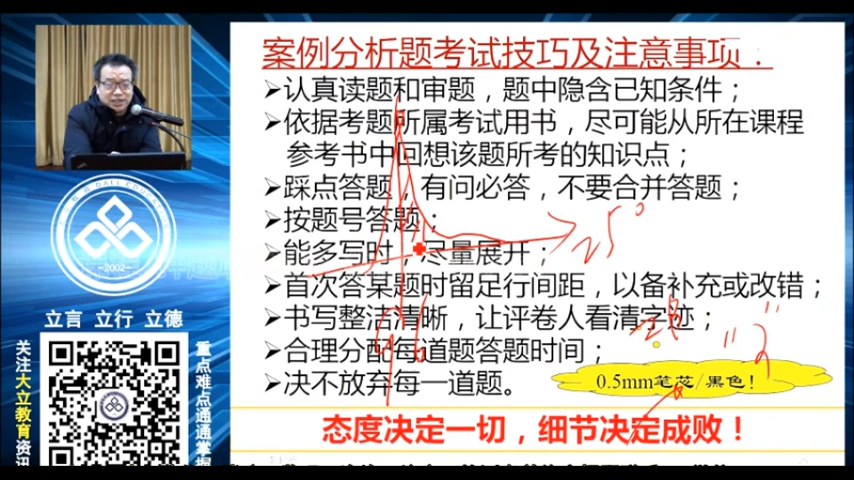 案例分析题考试技巧及注意事项：
➢认真读题和审题，题中隐含已知条件；
➢依据考题所属考试用书，尽可能从所在课程
参考书中回想该题所考的知识点；
➢踩点答题，有问必答，不要合并答题；
➢按题号答题；
➢能多写时，尽量展开；
➢首次答某题时留足行间距，以备补充或改错；
➢书写整洁清晰，让评卷人看清字迹；
➢合理分配每道题答题时间；
➢决不放弃每一道题。
25°
96
"2"
0.5mm笔芯/黑色！
态度决定一切，细节决定成败！
DALI EDU
2002
立言 立行 立德
关注大立教育资讯
重点难点通通掌握